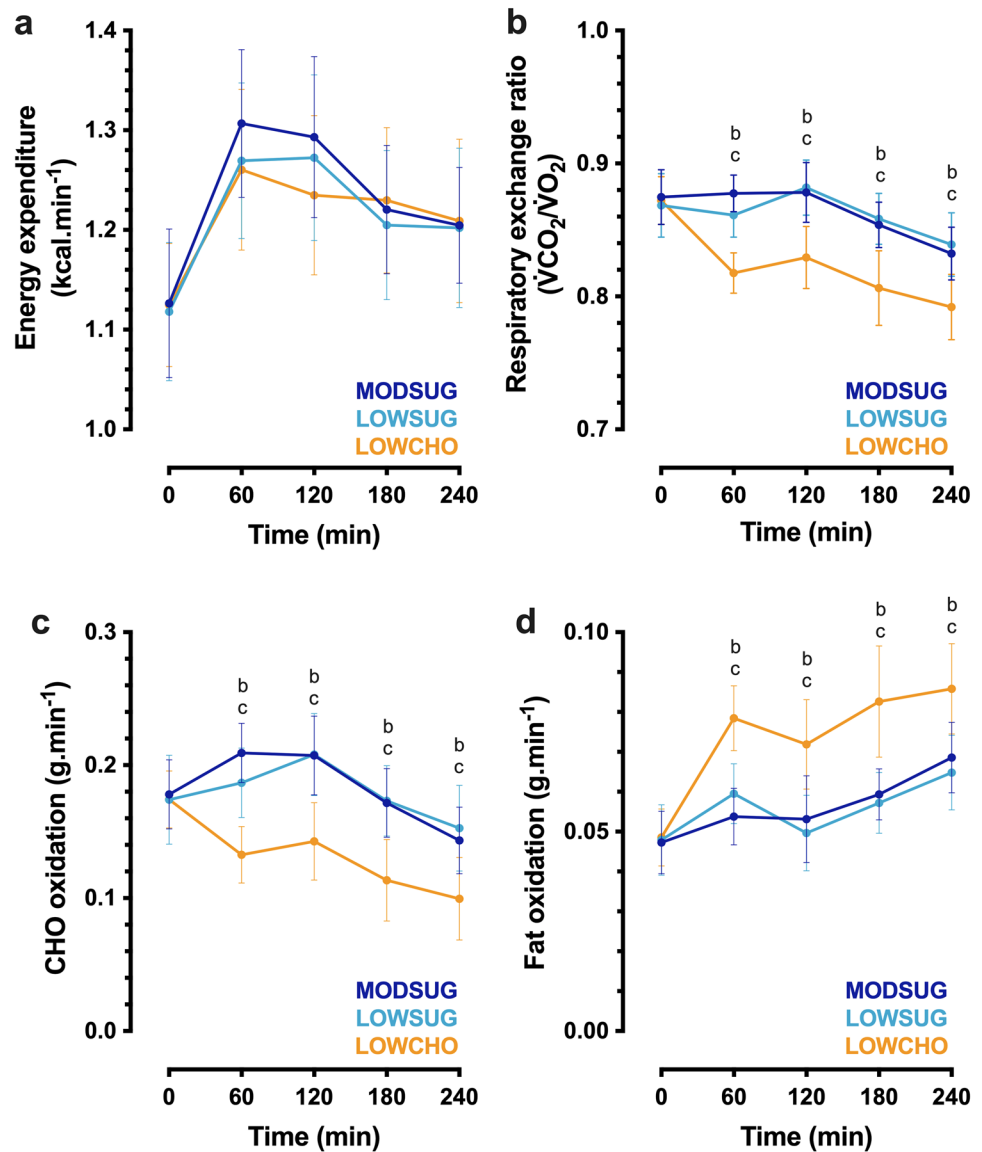 a
Energy expenditure
(kcal.min⁻¹)
1.4
1.3
1.2
1.1
1.0
MODSUG
LOWSUG
LOWCHO
0 60 120 180 240
Time (min)
b
Respiratory exchange ratio
(V̇CO₂/V̇O₂)
1.0
0.9
0.8
0.7
b b b b
c c c c
MODSUG
LOWSUG
LOWCHO
0 60 120 180 240
Time (min)
c
CHO oxidation (g.min⁻¹)
0.3
0.2
0.1
0.0
b b b b
c c c c
MODSUG
LOWSUG
LOWCHO
0 60 120 180 240
Time (min)
d
Fat oxidation (g.min⁻¹)
0.10
0.05
0.00
b b b b
c c c c
MODSUG
LOWSUG
LOWCHO
0 60 120 180 240
Time (min)